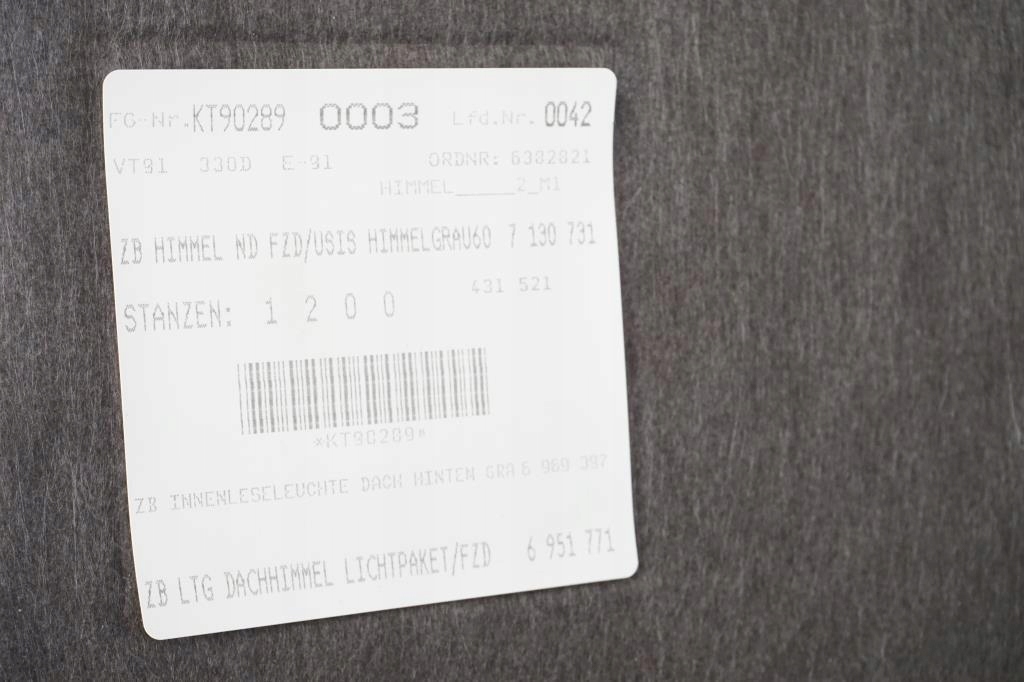 FG-Nr.KT90289 0003 Lfd.Nr. 0042
VT91 330D E-91 ORDNR: 6382821
HIMMEL_____2_M1
ZB HIMMEL ND FZD/USIS HIMMELGRAU60 7 130 731
431 521
STANZEN: 1 2 0 0
*KT90289*
ZB INNENLESELEUCHTE DACH HINTEN GRA 6 969 397
ZB LTG DACHHIMMEL LICHTPAKET/FZD 6 951 771